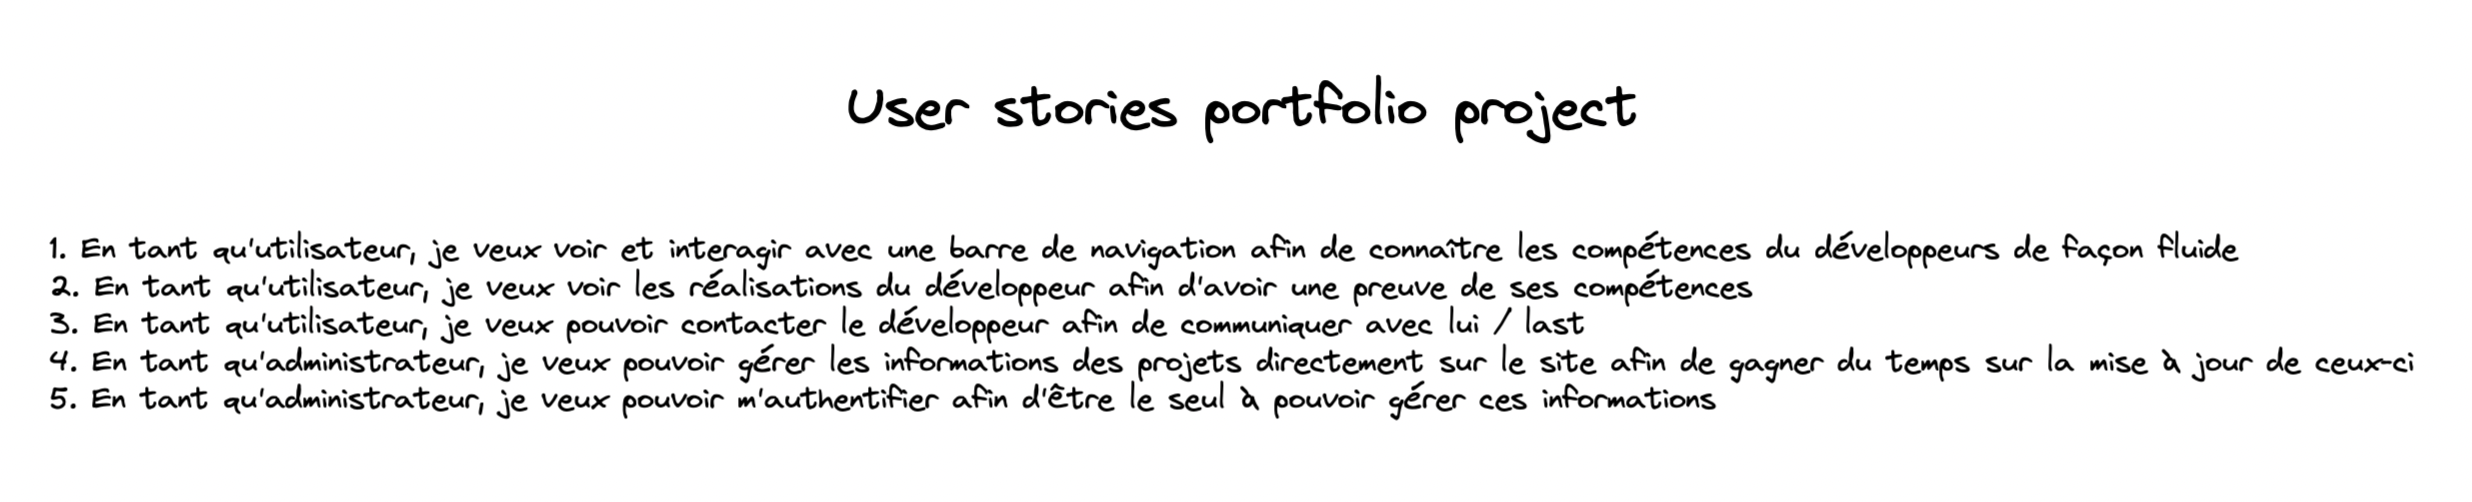 User stories portfolio project
1. En tant qu'utilisateur, je veux voir et interagir avec une barre de navigation afin de connaître les compétences du développeurs de façon fluide
2. En tant qu'utilisateur, je veux voir les réalisations du développeur afin d'avoir une preuve de ses compétences
3. En tant qu'utilisateur, je veux pouvoir contacter le développeur afin de communiquer avec lui / last
4. En tant qu'administrateur, je veux pouvoir gérer les informations des projets directement sur le site afin de gagner du temps sur la mise à jour de ceux-ci
5. En tant qu'administrateur, je veux pouvoir m'authentifier afin d'être le seul à pouvoir gérer ces informations